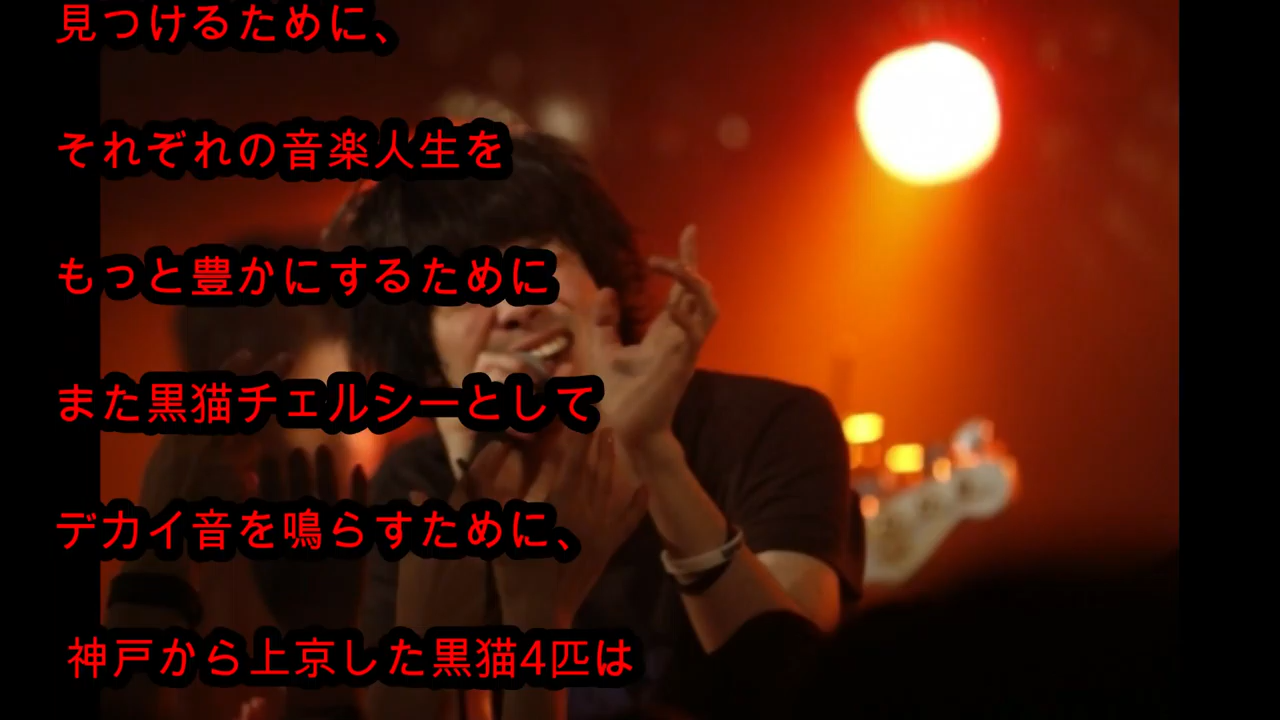 見つけるために、
それぞれの音楽人生を
もっと豊かにするために
また黒猫チェルシーとして
デカイ音を鳴らすために、
神戸から上京した黒猫4匹は